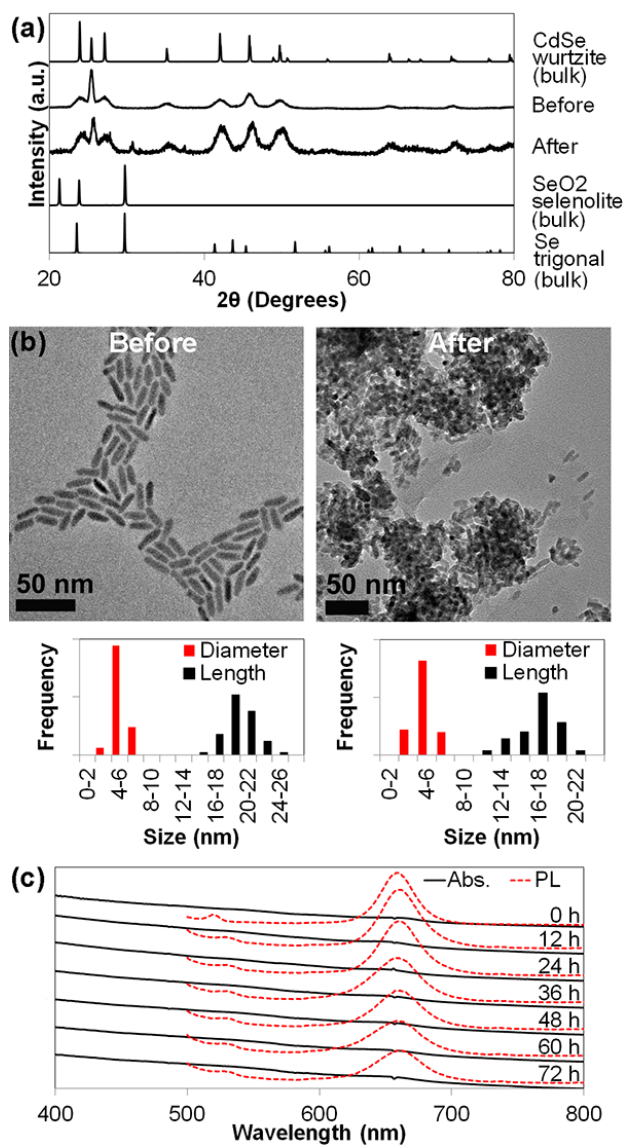 (a)
Intensity (a.u.)
CdSe
wurtzite
(bulk)
Before
After
SeO2
selenolite
(bulk)
Se
trigonal
(bulk)
20 40 60 80
2θ (Degrees)
(b)
Before
50 nm
After
50 nm
Frequency
Diameter
Length
0-2 4-6 8-10 12-14 16-18 20-22 24-26
Size (nm)
Frequency
Diameter
Length
0-2 4-6 8-10 12-14 16-18 20-22
Size (nm)
(c)
Abs. PL
0 h
12 h
24 h
36 h
48 h
60 h
72 h
400 500 600 700 800
Wavelength (nm)